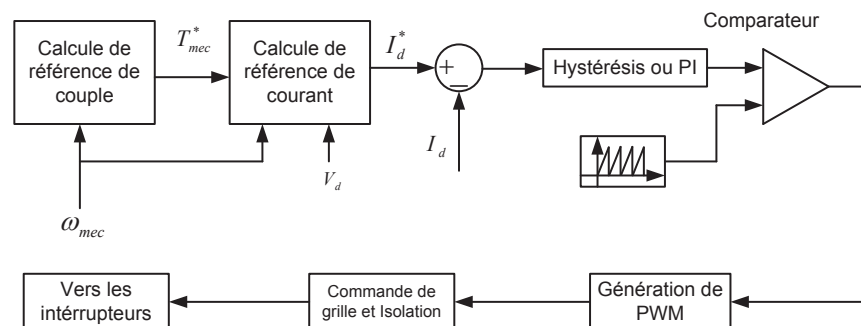 Comparateur
Calcule de
référence de
couple
T*mec
Calcule de
référence de
courant
I*d
+
−
Hystérésis ou PI
Id
Vd
ωmec
Vers les
intérrupteurs
Commande de
grille et Isolation
Génération de
PWM